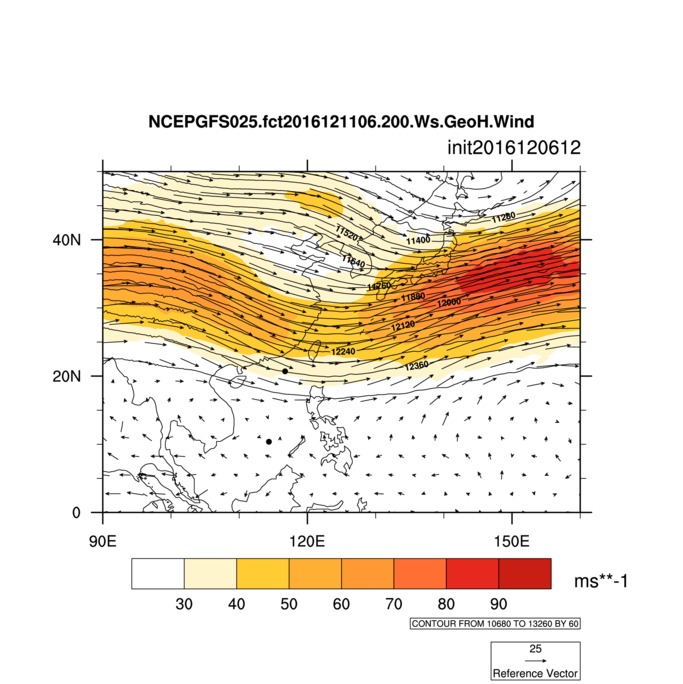 NCEPGFS025.fct2016121106.200.Ws.GeoH.Wind
init2016120612
11280
40N
11520
11400
11640
11760
11880
12000
12120
12240
12360
20N
0
90E 120E 150E
ms**-1
30 40 50 60 70 80 90
CONTOUR FROM 10680 TO 13260 BY 60
25
Reference Vector